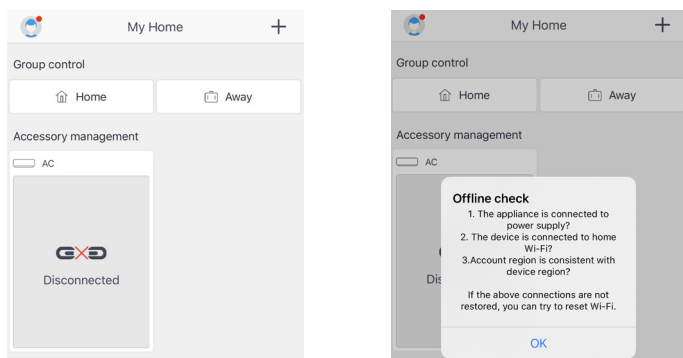 My Home
Group control
Home
Away
Accessory management
AC
Disconnected
My Home
Group control
Home
Away
Accessory management
AC
Dis
Offline check
1. The appliance is connected to
power supply?
2. The device is connected to home
Wi-Fi?
3.Account region is consistent with
device region?
If the above connections are not
restored, you can try to reset Wi-Fi.
OK